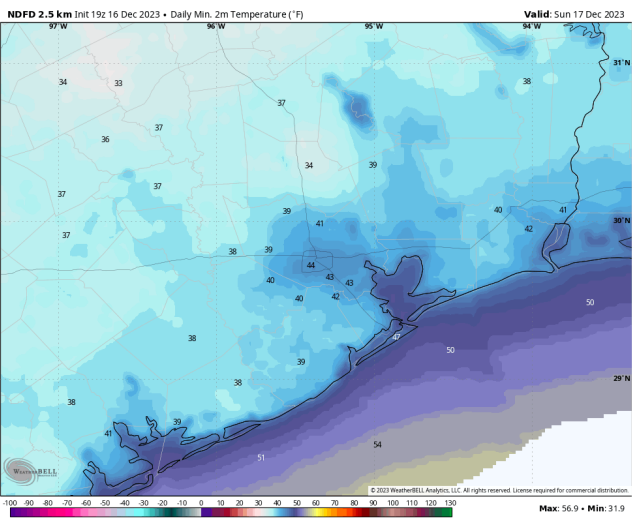 NDFD 2.5 km Init 19z 16 Dec 2023 • Daily Min. 2m Temperature (°F)
Valid: Sun 17 Dec 2023
97°W 96°W 95°W 94°W
31°N
34 33 38
37
37
36
34 39
37 37
39 40 41
41 42
30°N
37
38 39
44
43 43
40
40 42
50
47
38
50
39
29°N
38
38
39
41
54
51
WEATHERBELL
© 2023 WeatherBELL Analytics, LLC. All rights reserved. License required for commercial distribution.
-100 -90 -80 -70 -60 -50 -40 -30 -20 -10 0 10 20 30 40 50 60 70 80 90 100 110 120 130
Max: 56.9 • Min: 31.9